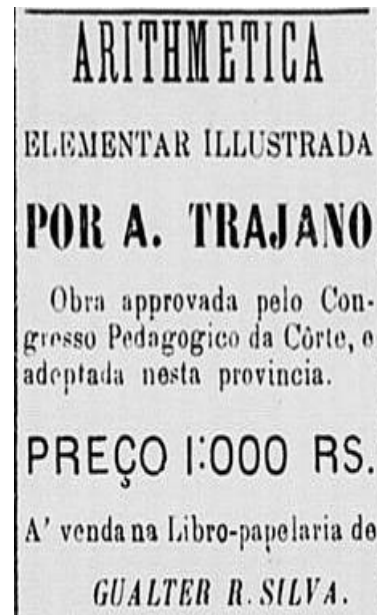 ARITHMETICA
ELEMENTAR ILLUSTRADA
POR A. TRAJANO
Obra approvada pelo Con-
gresso Pedagogico da Côrte, e
adoptada nesta provincia.
PREÇO 1:000 RS.
A' venda na Libro-papelaria de
GUALTER R. SILVA.